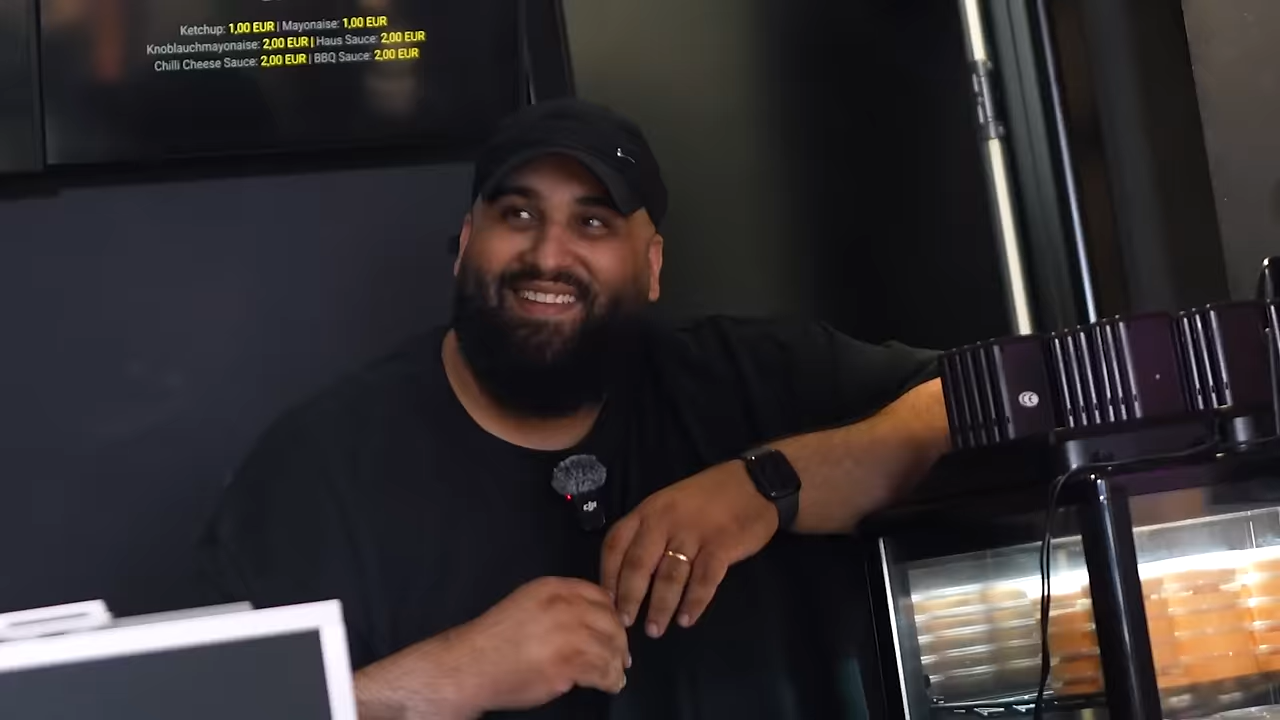 Ketchup: 1,00 EUR | Mayonaise: 1,00 EUR
Knoblauchmayonaise: 2,00 EUR | Haus Sauce: 2,00 EUR
Chilli Cheese Sauce: 2,00 EUR | BBQ Sauce: 2,00 EUR
dji
CE